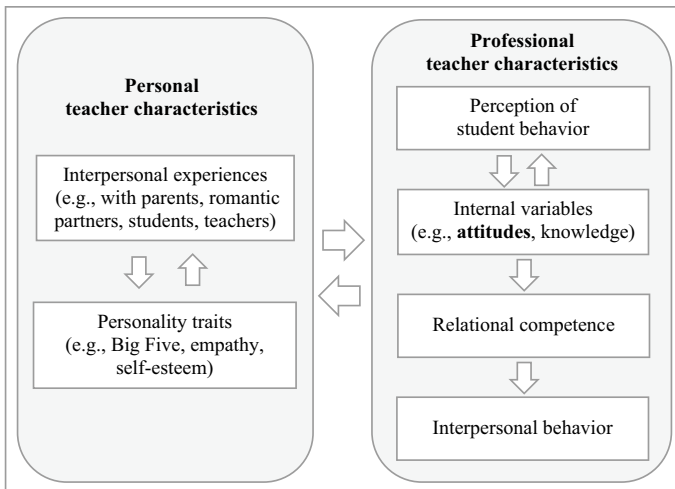 Personal
teacher characteristics
Interpersonal experiences
(e.g., with parents, romantic
partners, students, teachers)
Personality traits
(e.g., Big Five, empathy,
self-esteem)
Professional
teacher characteristics
Perception of
student behavior
Internal variables
(e.g., attitudes, knowledge)
Relational competence
Interpersonal behavior